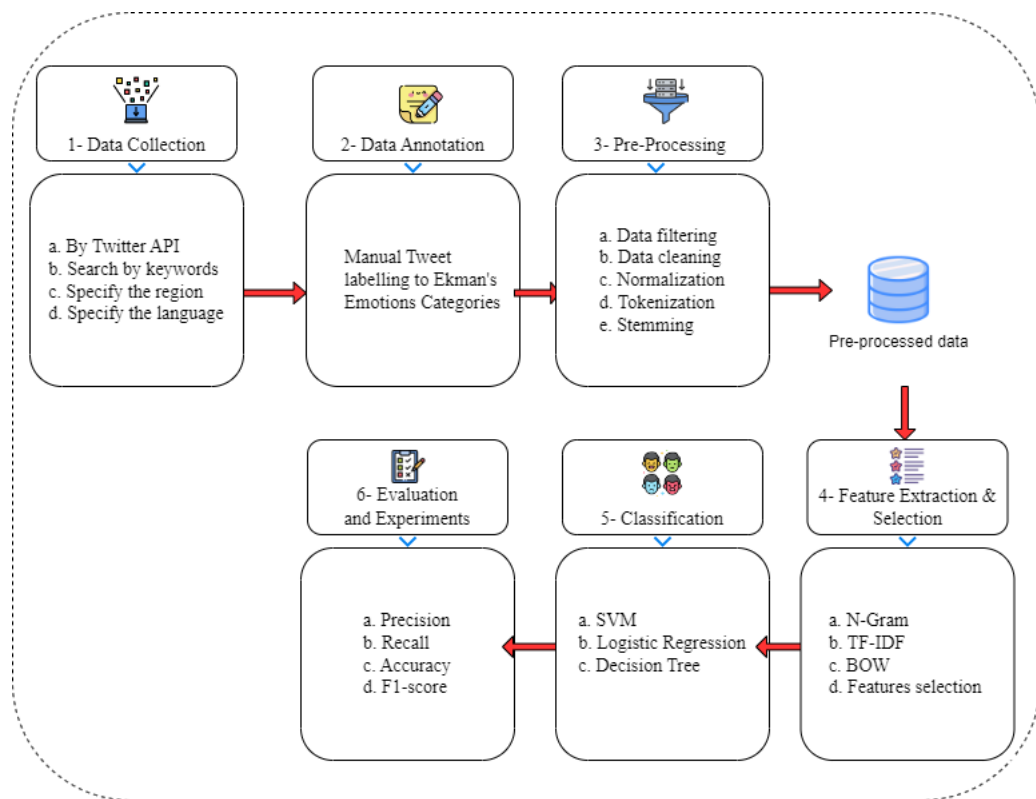 1- Data Collection
a. By Twitter API
b. Search by keywords
c. Specify the region
d. Specify the language
2- Data Annotation
Manual Tweet
labelling to Ekman's
Emotions Categories
3- Pre-Processing
a. Data filtering
b. Data cleaning
c. Normalization
d. Tokenization
e. Stemming
Pre-processed data
4- Feature Extraction &
Selection
a. N-Gram
b. TF-IDF
c. BOW
d. Features selection
5- Classification
a. SVM
b. Logistic Regression
c. Decision Tree
6- Evaluation
and Experiments
a. Precision
b. Recall
c. Accuracy
d. F1-score